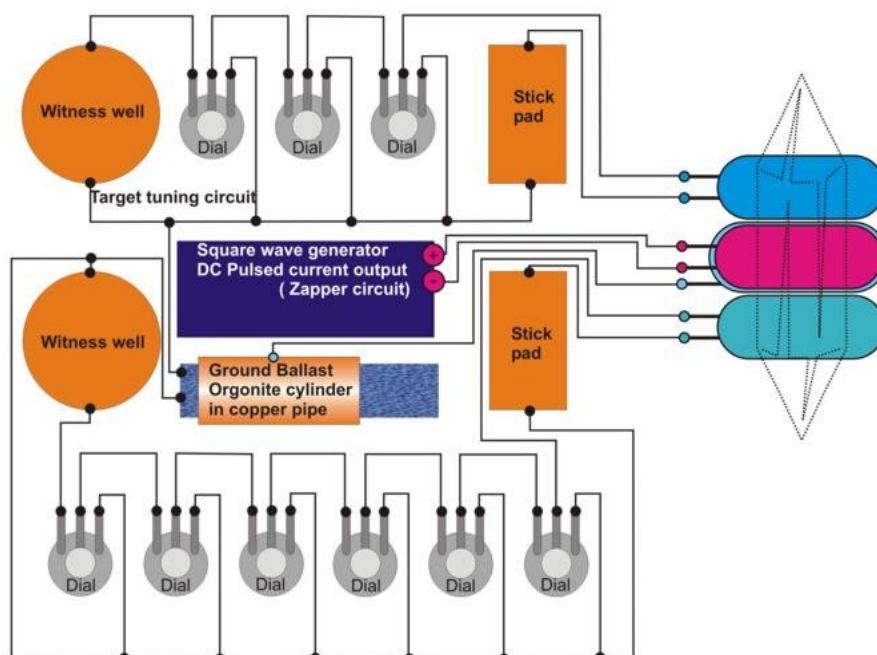 Witness well
Dial
Dial
Dial
Stick
pad
Target tuning circuit
Square wave generator
DC Pulsed current output
( Zapper circuit)
+
-
Witness well
Stick
pad
Ground Ballast
Orgonite cylinder
in copper pipe
Dial
Dial
Dial
Dial
Dial
Dial